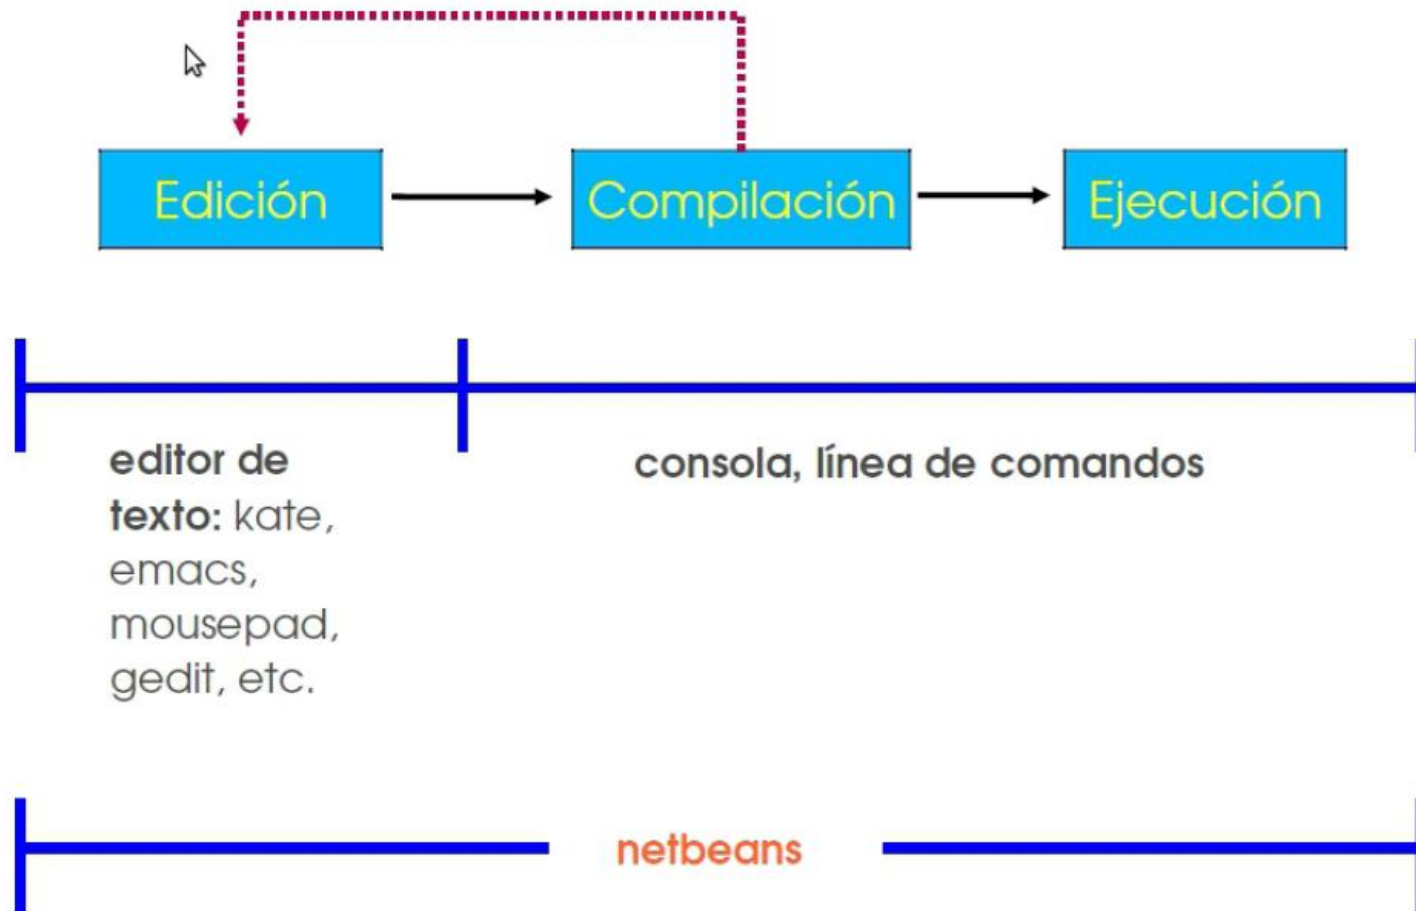 Edición
Compilación
Ejecución
editor de
texto: kate,
emacs,
mousepad,
gedit, etc.
consola, línea de comandos
netbeans